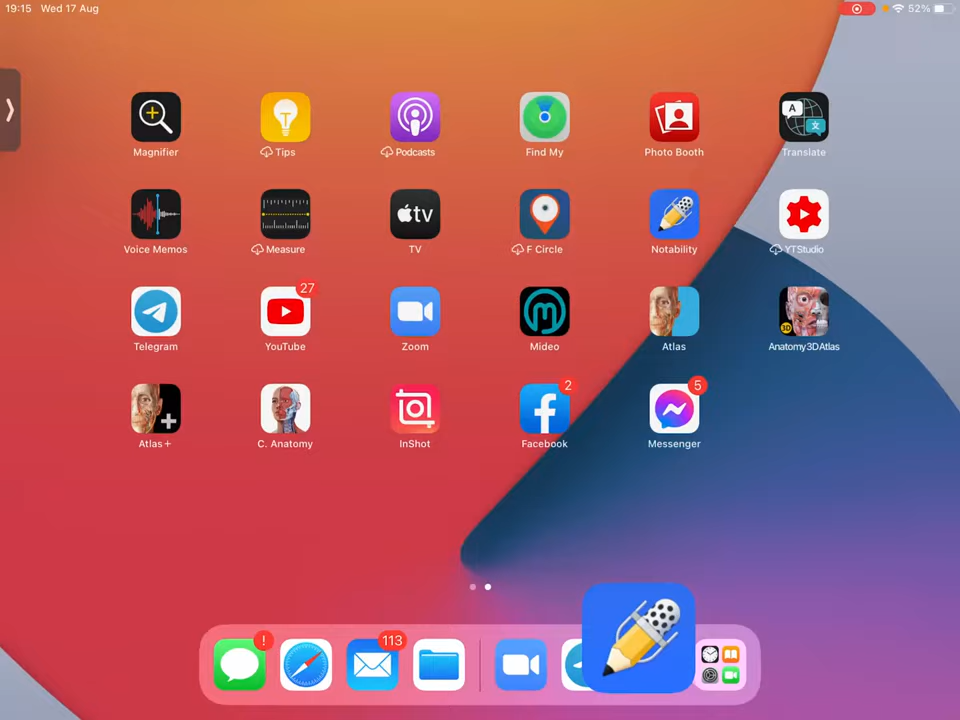 19:15 Wed 17 Aug 52%
Magnifier Tips Podcasts Find My Photo Booth Translate
Voice Memos Measure TV F Circle Notability YTStudio
27
Telegram YouTube Zoom Mideo Atlas Anatomy3DAtlas
2 5
Atlas+ C. Anatomy InShot Facebook Messenger
! 113